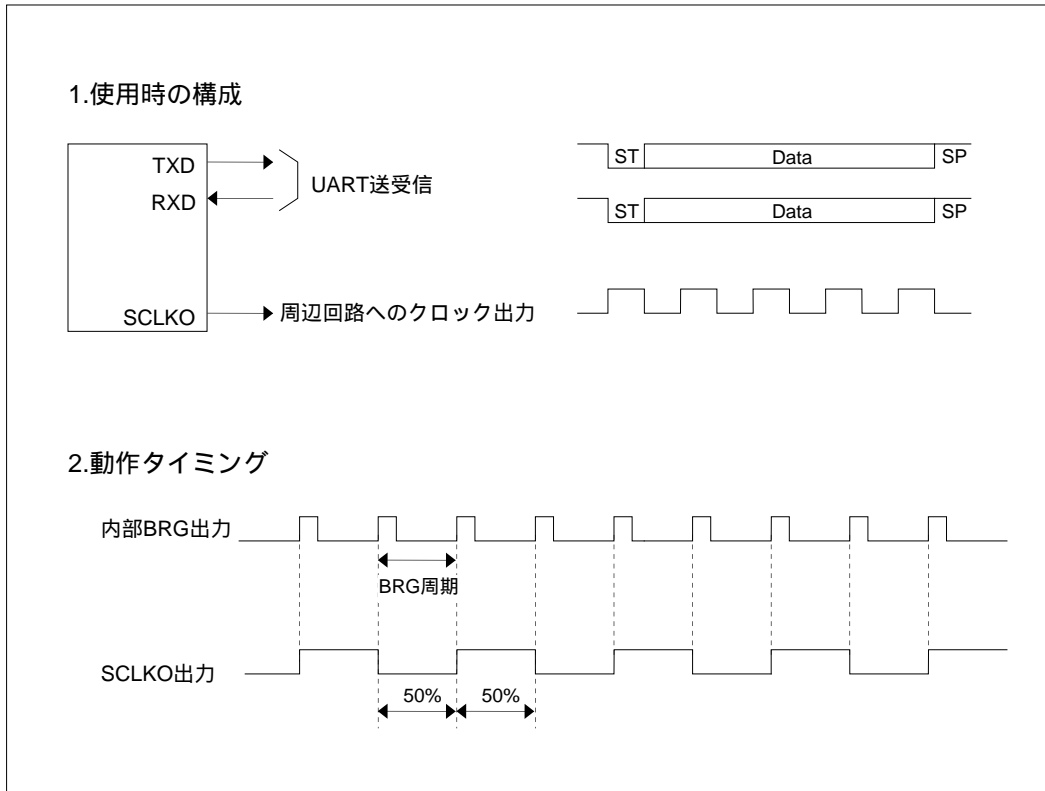 1.使用時の構成
TXD
RXD
UART送受信
SCLKO
周辺回路へのクロック出力
ST Data SP
ST Data SP
2.動作タイミング
内部BRG出力
BRG周期
SCLKO出力
50% 50%